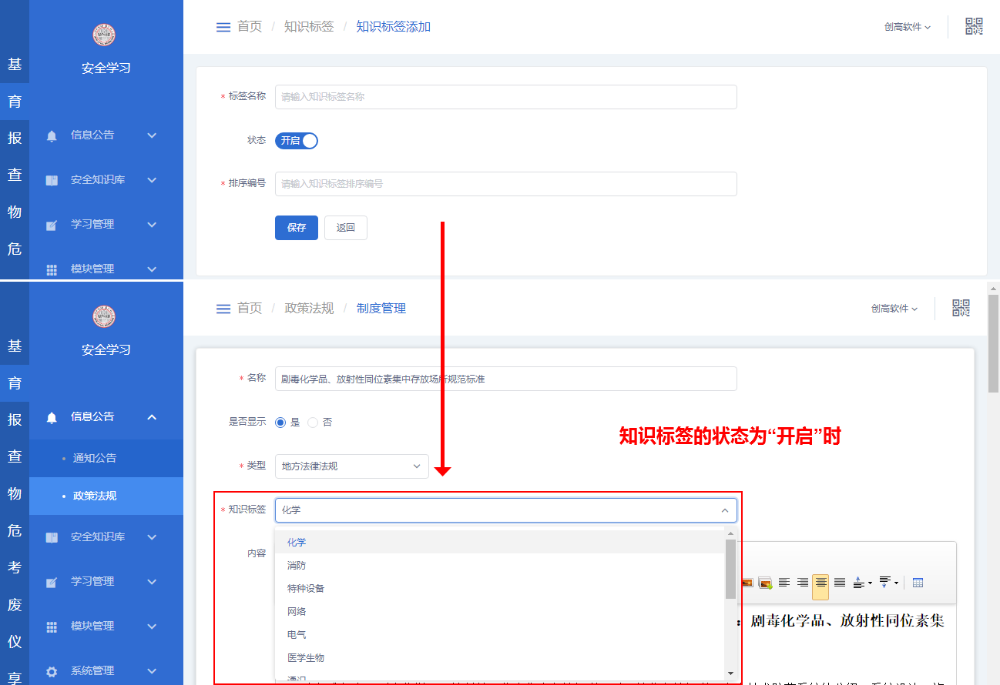 首页 / 知识标签 / 知识标签添加
创高软件
安全学习
基
育
报
查
物
危
信息公告
安全知识库
学习管理
模块管理
* 标签名称 请输入知识标签名称
状态 开启
* 排序编号 请输入知识标签排序编号
保存 返回
首页 / 政策法规 / 制度管理
创高软件
安全学习
基
育
报
查
物
危
考
废
仪
享
信息公告
通知公告
政策法规
安全知识库
学习管理
模块管理
系统管理
* 名称 剧毒化学品、放射性同位素集中存放场所规范标准
是否显示 是 否
知识标签的状态为“开启”时
* 类型 地方法律法规
* 知识标签 化学
内容
化学
消防
特种设备
网络
电气
医学生物
通识
：剧毒化学品、放射性同位素集